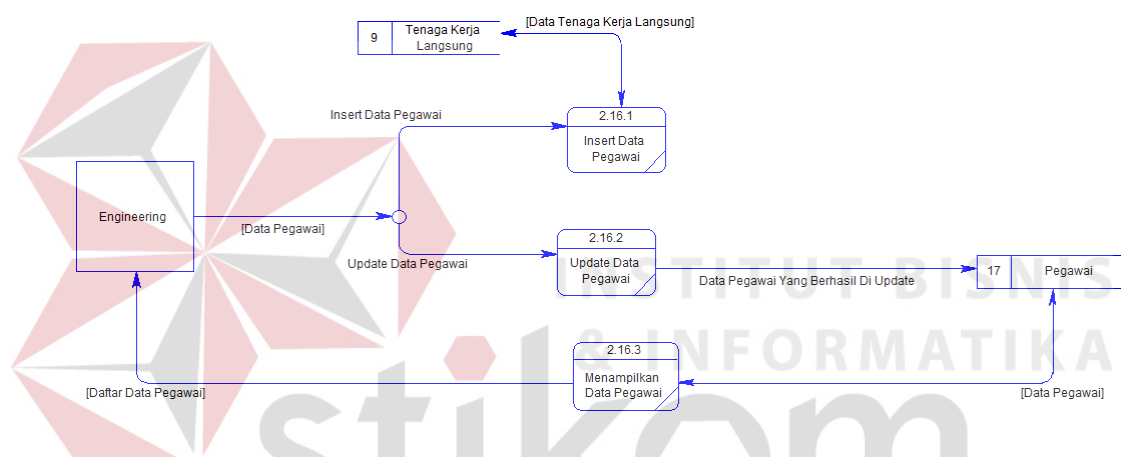 [Data Tenaga Kerja Langsung]
9
Tenaga Kerja
Langsung
Insert Data Pegawai
2.16.1
Insert Data
Pegawai
Engineering
[Data Pegawai]
2.16.2
Update Data
Pegawai
Update Data Pegawai
Data Pegawai Yang Berhasil Di Update
17
Pegawai
2.16.3
Menampilkan
Data Pegawai
[Daftar Data Pegawai]
[Data Pegawai]
INSTITUT BISNIS
& INFORMATIKA
stikom